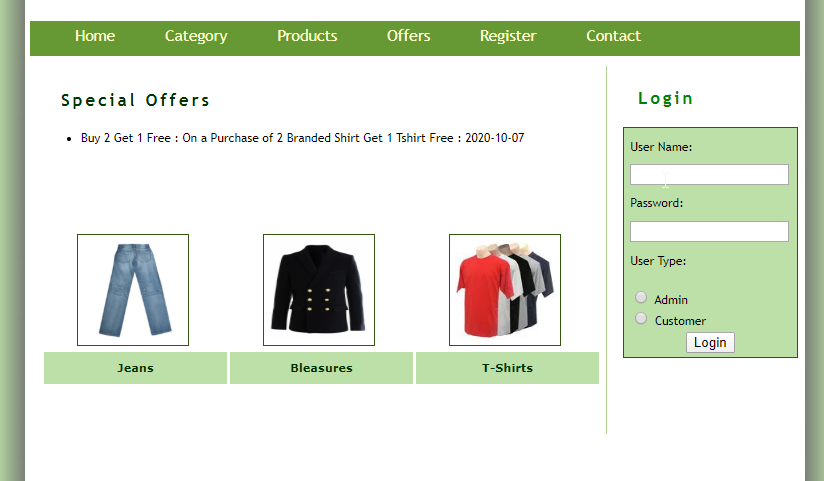 Home Category Products Offers Register Contact
Special Offers
Buy 2 Get 1 Free : On a Purchase of 2 Branded Shirt Get 1 Tshirt Free : 2020-10-07
Jeans Bleasures T-Shirts
Login
User Name:
Password:
User Type:
Admin
Customer
Login